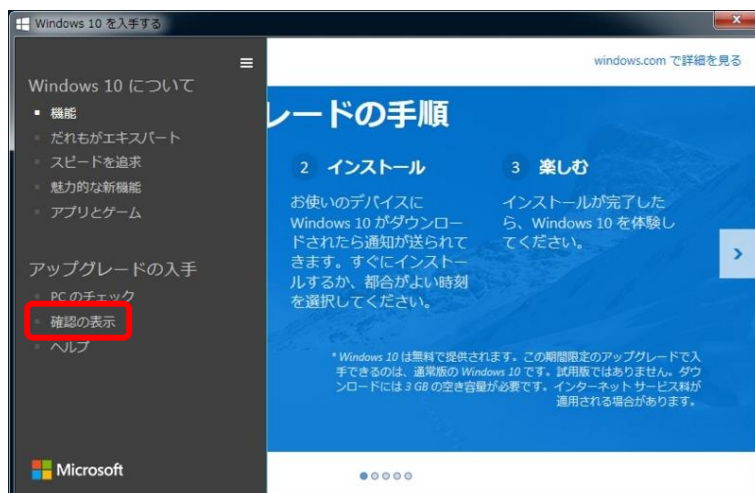 Windows 10 を入手する
windows.com で詳細を見る
Windows 10 について
機能
だれもがエキスパート
スピードを追求
魅力的な新機能
アプリとゲーム
アップグレードの入手
PC のチェック
確認の表示
ヘルプ
Microsoft
レードの手順
2 インストール
お使いのデバイスに
Windows 10 がダウンロー
ドされたら通知が送られて
きます。すぐにインストー
ルするか、都合がよい時刻
を選択してください。
3 楽しむ
インストールが完了した
ら、Windows 10 を体験し
てください。
* Windows 10 は無料で提供されます。この期間限定のアップグレードで入
手できるのは、通常版の Windows 10 です。試用版ではありません。ダウ
ンロードには 3 GB の空き容量が必要です。インターネット サービス料が
適用される場合があります。